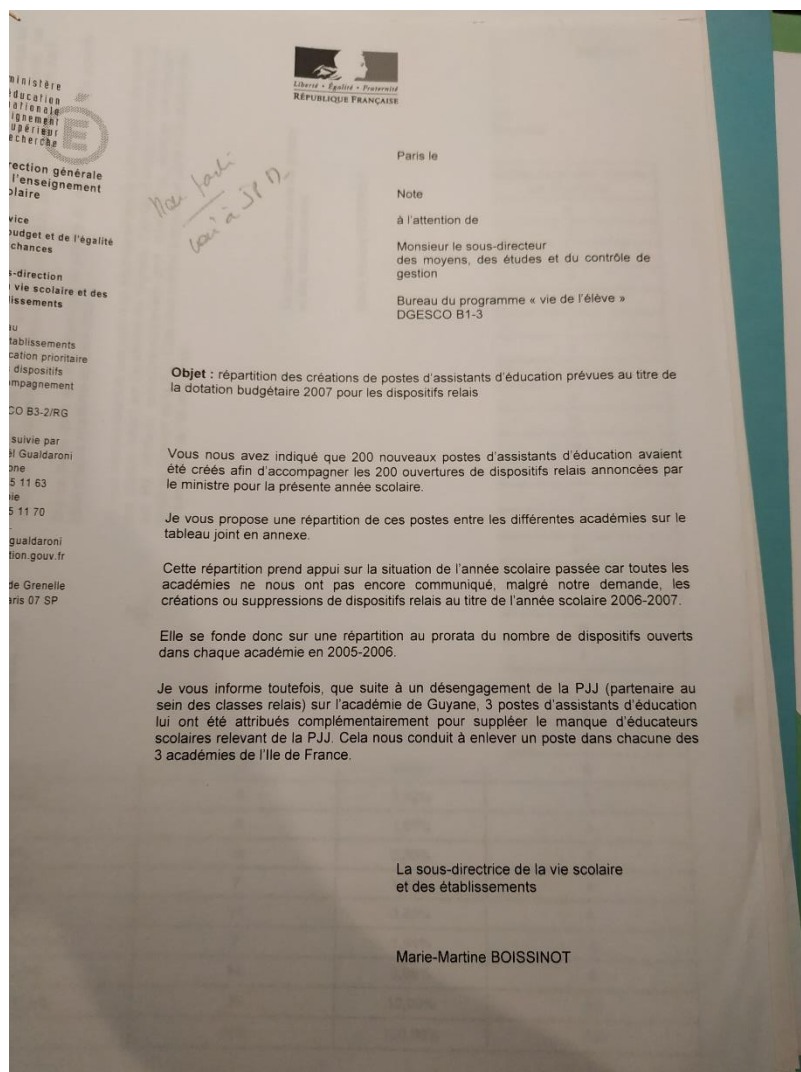 ministère
éducation
nationale
ignement
supérieur
recherche
Liberté • Égalité • Fraternité
RÉPUBLIQUE FRANÇAISE
rection générale
l'enseignement
olaire
vice
budget et de l'égalité
chances
s-direction
vie scolaire et des
lissements
au
tablissements
cation prioritaire
dispositifs
mpagnement
CO B3-2/RG
suivie par
el Gualdaroni
one
5 11 63
ie
5 11 70
gualdaroni
tion.gouv.fr
de Grenelle
aris 07 SP
à JPD
Paris le
Note
à l'attention de
Monsieur le sous-directeur
des moyens, des études et du contrôle de
gestion
Bureau du programme « vie de l'élève »
DGESCO B1-3
Objet : répartition des créations de postes d'assistants d'éducation prévues au titre de
la dotation budgétaire 2007 pour les dispositifs relais
Vous nous avez indiqué que 200 nouveaux postes d'assistants d'éducation avaient
été créés afin d'accompagner les 200 ouvertures de dispositifs relais annoncées par
le ministre pour la présente année scolaire.
Je vous propose une répartition de ces postes entre les différentes académies sur le
tableau joint en annexe.
Cette répartition prend appui sur la situation de l'année scolaire passée car toutes les
académies ne nous ont pas encore communiqué, malgré notre demande, les
créations ou suppressions de dispositifs relais au titre de l'année scolaire 2006-2007.
Elle se fonde donc sur une répartition au prorata du nombre de dispositifs ouverts
dans chaque académie en 2005-2006.
Je vous informe toutefois, que suite à un désengagement de la PJJ (partenaire au
sein des classes relais) sur l'académie de Guyane, 3 postes d'assistants d'éducation
lui ont été attribués complémentairement pour suppléer le manque d'éducateurs
scolaires relevant de la PJJ. Cela nous conduit à enlever un poste dans chacune des
3 académies de l'Ile de France.
La sous-directrice de la vie scolaire
et des établissements
Marie-Martine BOISSINOT